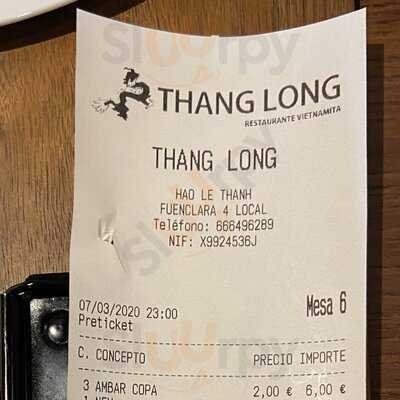 THANG LONG
RESTAURANTE VIETNAMITA
THANG LONG
HAO LE THANH
FUENCLARA 4 LOCAL
Teléfono: 666496289
NIF: X9924536J
07/03/2020 23:00 Mesa 6
Preticket
C. CONCEPTO PRECIO IMPORTE
3 AMBAR COPA 2,00 € 6,00 €